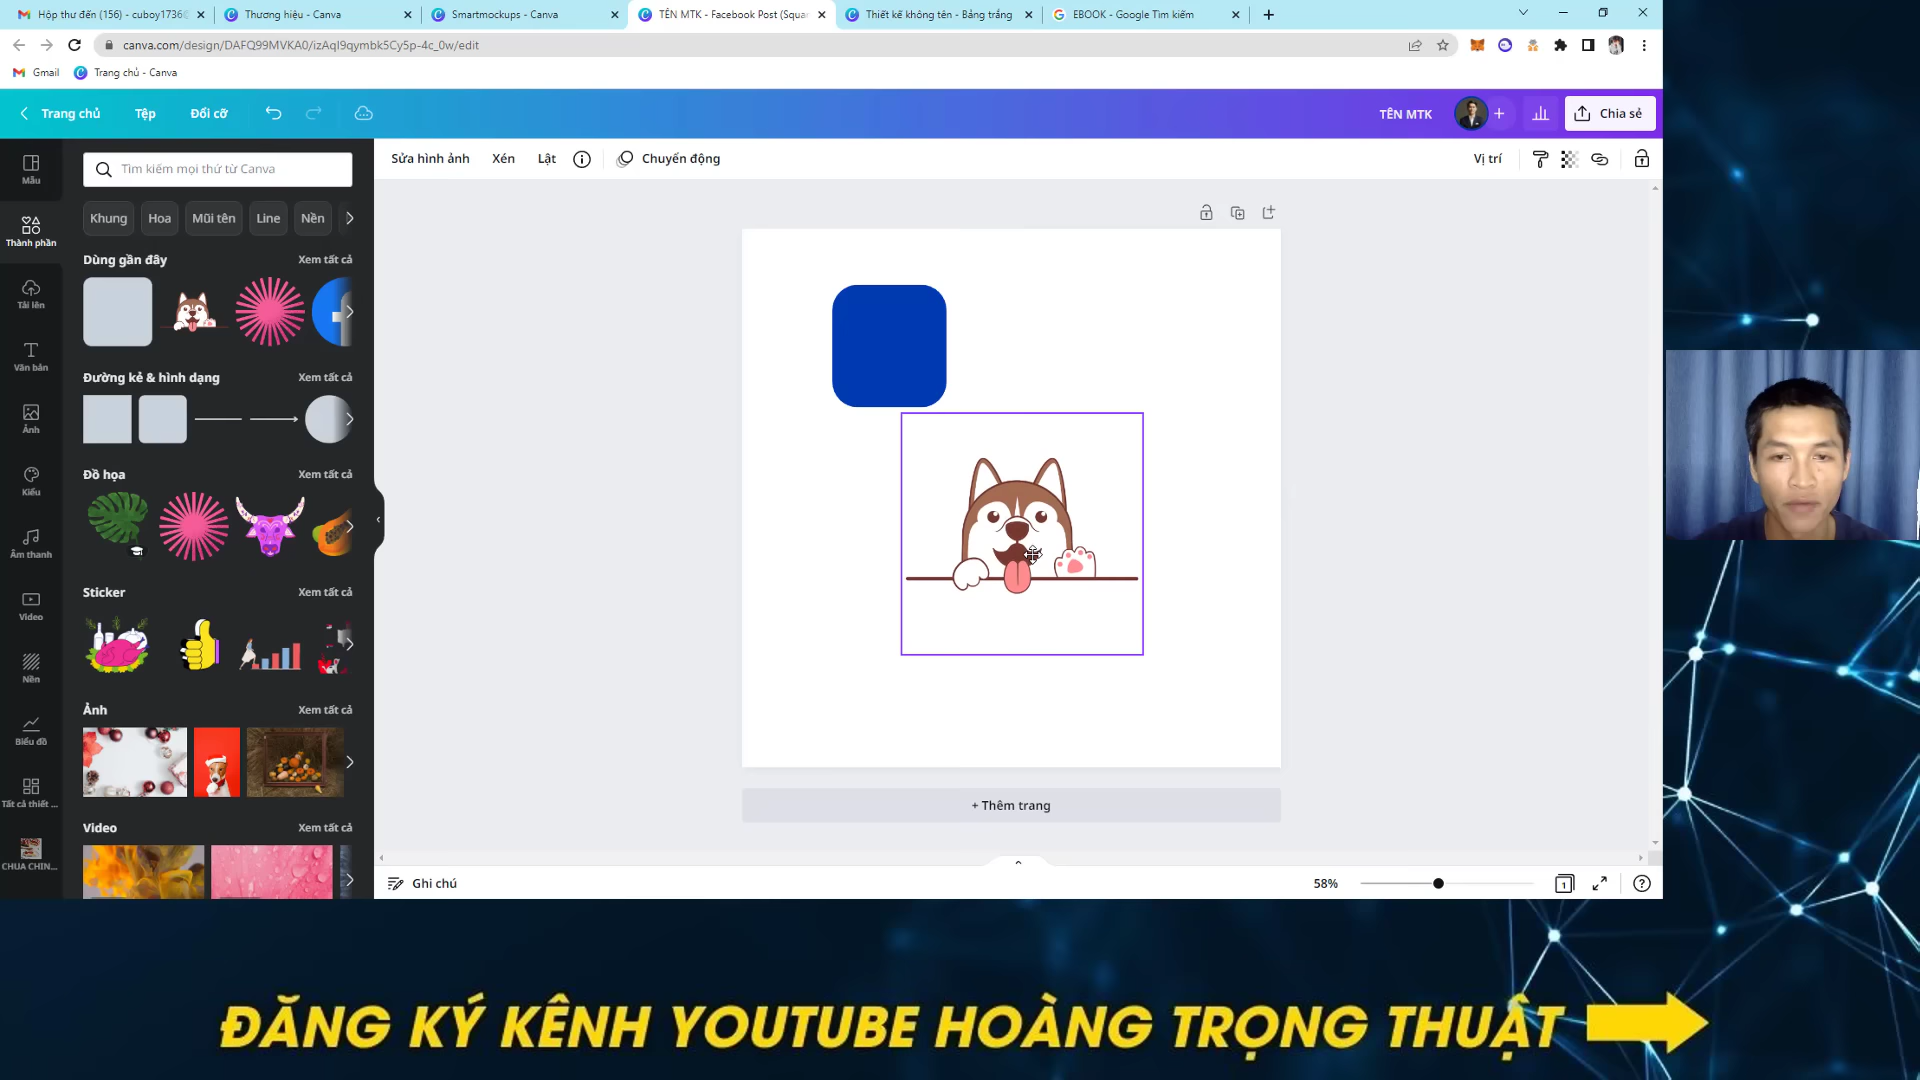 Hộp thư đến (156) - cuboy1736@
Thương hiệu - Canva
Smartmockups - Canva
TÊN MTK - Facebook Post (Squar
Thiết kế không tên - Bảng trắng
EBOOK - Google Tìm kiếm
canva.com/design/DAFQ99MVKA0/izAqI9qymbk5Cy5p-4c_0w/edit
Gmail
Trang chủ - Canva
Trang chủ
Tệp
Đổi cỡ
TÊN MTK
Chia sẻ
Mẫu
Tìm kiếm mọi thứ từ Canva
Sửa hình ảnh
Xén
Lật
Chuyển động
Vị trí
Khung
Hoa
Mũi tên
Line
Nền
Thành phần
Dùng gần đây
Xem tất cả
Tải lên
Văn bản
Đường kẻ & hình dạng
Xem tất cả
Ảnh
Đồ họa
Xem tất cả
Kiểu
Âm thanh
Sticker
Xem tất cả
Video
Nền
Ảnh
Xem tất cả
Biểu đồ
Tất cả thiết ...
Video
Xem tất cả
CHUA CHIN...
+ Thêm trang
Ghi chú
58%
1
ĐĂNG KÝ KÊNH YOUTUBE HOÀNG TRỌNG THUẬT